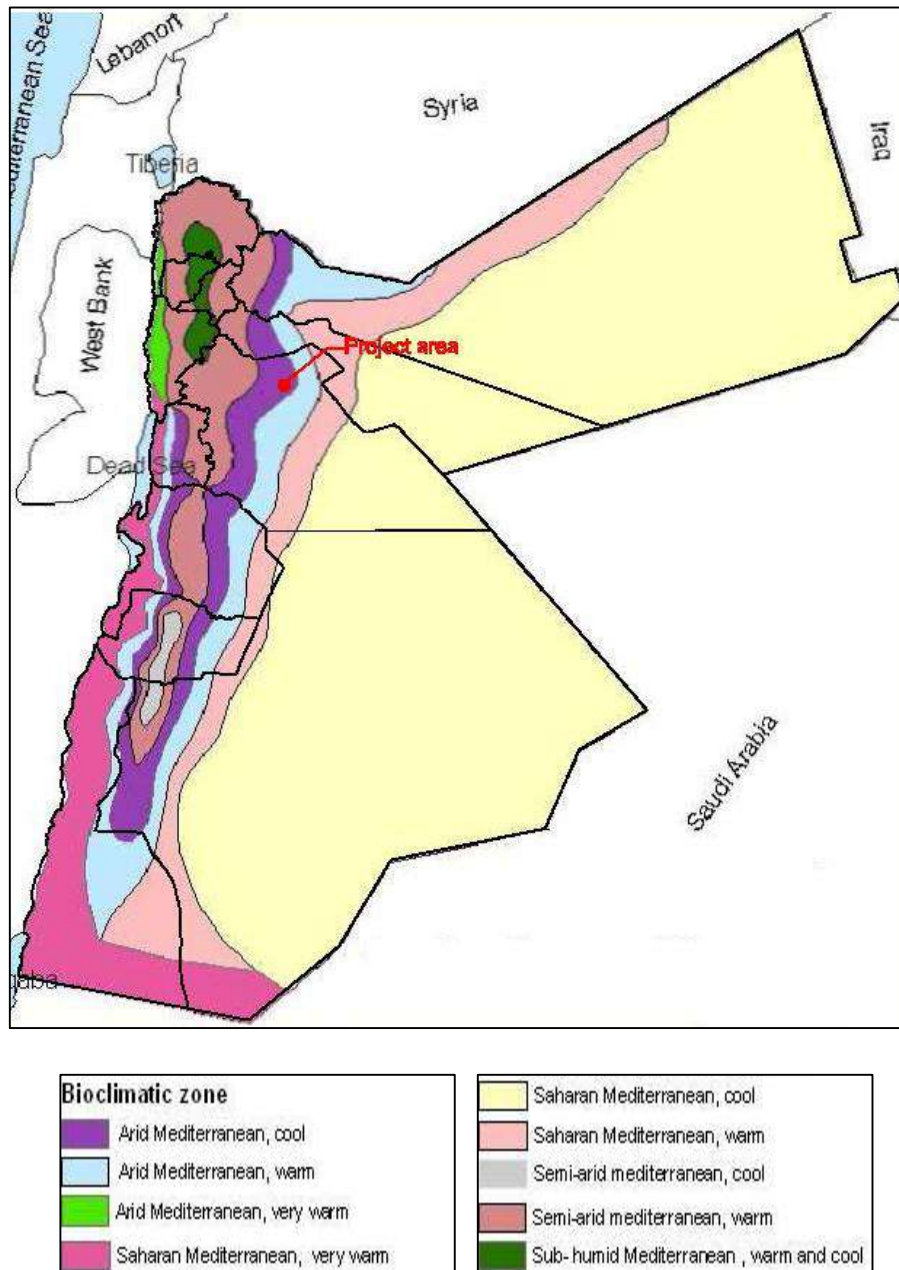 Mediterranean Sea
Lebanon
Syria
Iraq
Tiberia
West Bank
Project area
Dead Sea
Saudi Arabia
qaba
Bioclimatic zone
Arid Mediterranean, cool
Arid Mediterranean, warm
Arid Mediterranean, very warm
Saharan Mediterranean, very warm
Saharan Mediterranean, cool
Saharan Mediterranean, warm
Semi-arid mediterranean, cool
Semi-arid mediterranean, warm
Sub-humid Mediterranean , warm and cool